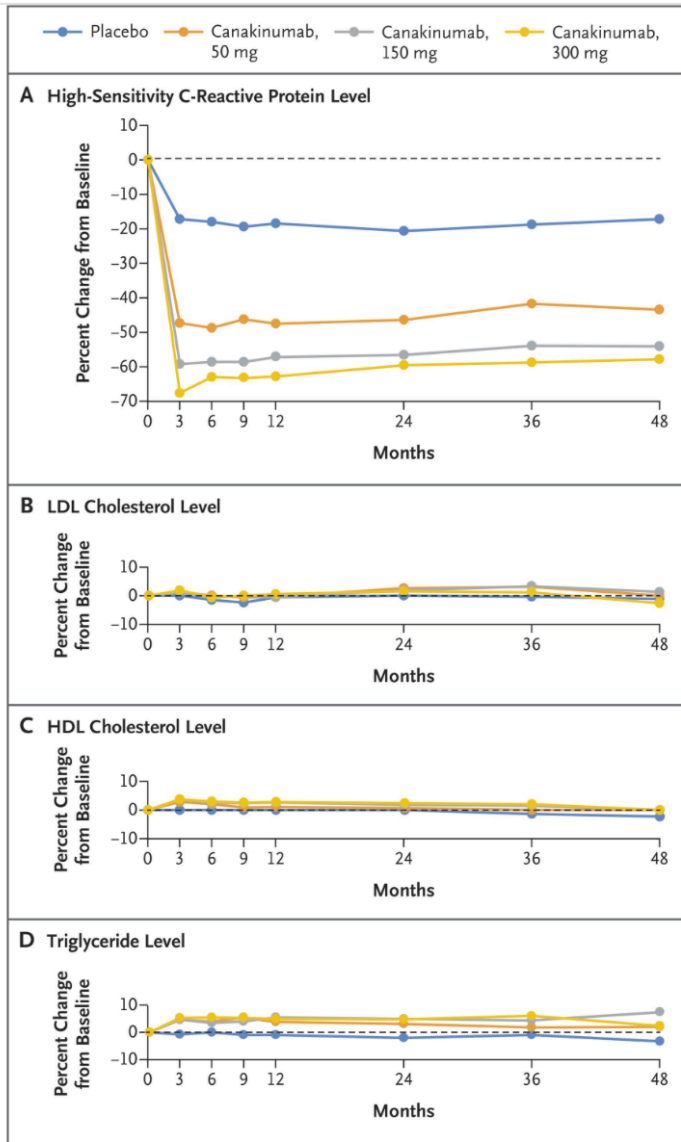 Placebo Canakinumab, Canakinumab, Canakinumab,
50 mg 150 mg 300 mg
A High-Sensitivity C-Reactive Protein Level
Percent Change from Baseline
10
0
−10
−20
−30
−40
−50
−60
−70
0 3 6 9 12 24 36 48
Months
B LDL Cholesterol Level
Percent Change
from Baseline
10
0
−10
0 3 6 9 12 24 36 48
Months
C HDL Cholesterol Level
Percent Change
from Baseline
10
0
−10
0 3 6 9 12 24 36 48
Months
D Triglyceride Level
Percent Change
from Baseline
10
0
−10
0 3 6 9 12 24 36 48
Months